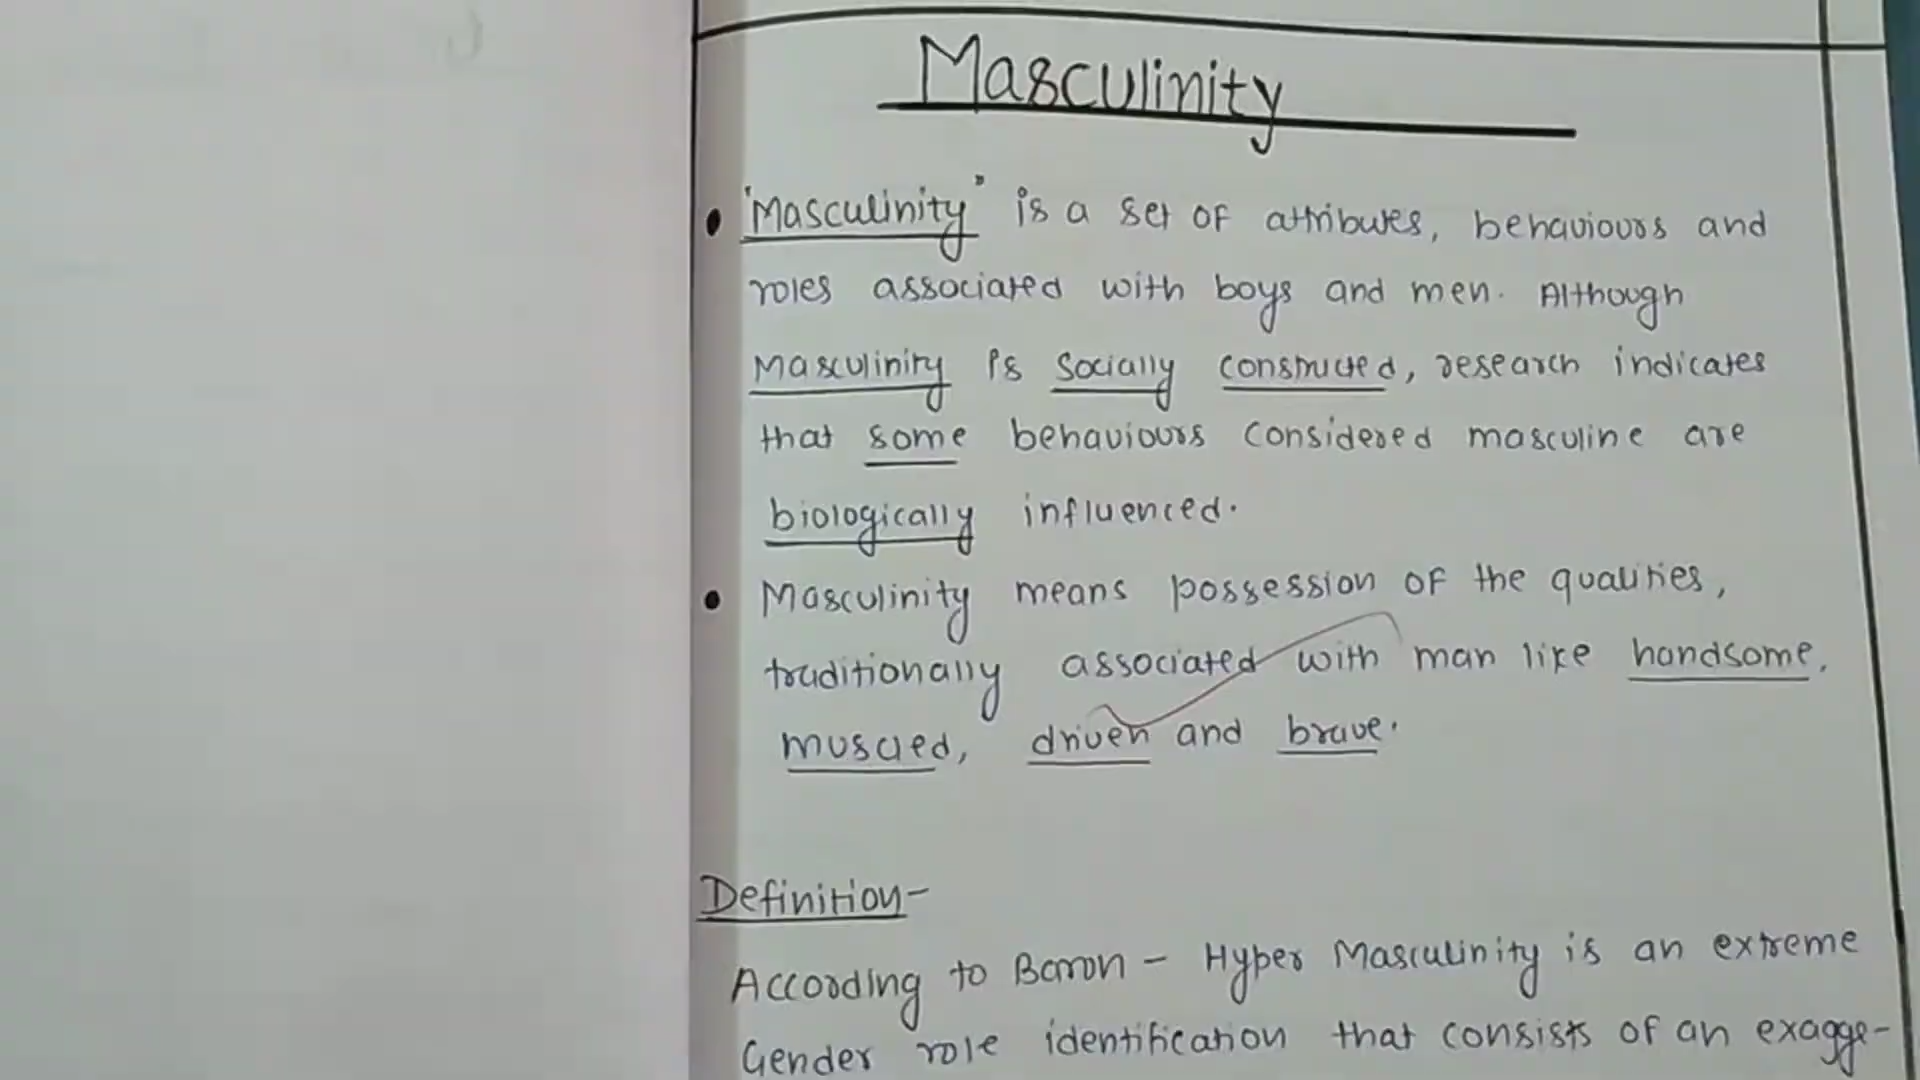 Masculinity
• "Masculinity" is a set of attributes, behaviours and
roles associated with boys and men. Although
Masculinity is socially constructed, research indicates
that some behaviours considered masculine are
biologically influenced.
• Masculinity means possession of the qualities,
traditionally associated with man like handsome,
muscled, driven and brave.
Definition-
According to Baron - Hyper Masculinity is an extreme
Gender role identification that consists of an exagge-